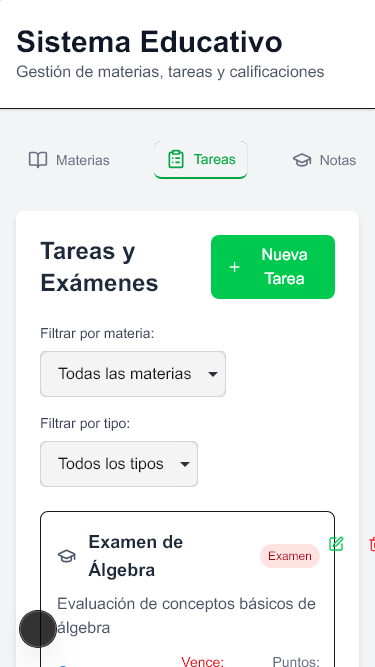 Sistema Educativo
Gestión de materias, tareas y calificaciones
Materias
Tareas
Notas
Tareas y
Exámenes
+ Nueva
Tarea
Filtrar por materia:
Todas las materias
Filtrar por tipo:
Todos los tipos
Examen de
Álgebra
Examen
Evaluación de conceptos básicos de
álgebra
Vence:
Puntos: